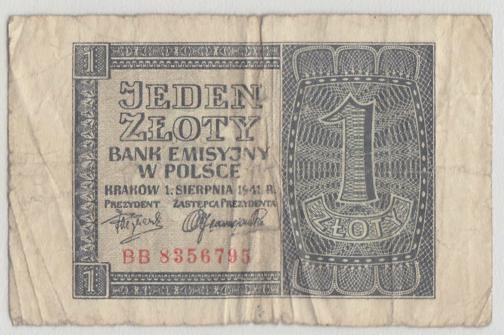 1
JEDEN
ZŁOTY
BANK EMISYJNY
W POLSCE
KRAKÓW 1. SIERPNIA 1941 R.
PREZYDENT ZASTĘPCA PREZYDENTA
BB 8356795
1
1
ZŁOTY